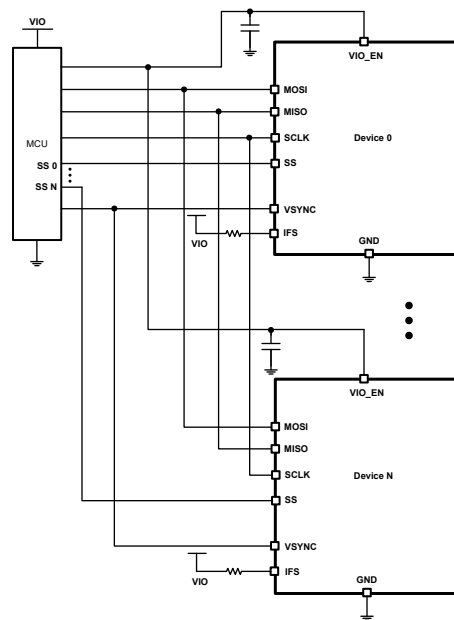 VIO
MCU
SS 0
SS N
VIO_EN
MOSI
MISO
SCLK
Device 0
SS
VSYNC
VIO
IFS
GND
VIO_EN
MOSI
MISO
SCLK
Device N
SS
VSYNC
VIO
IFS
GND